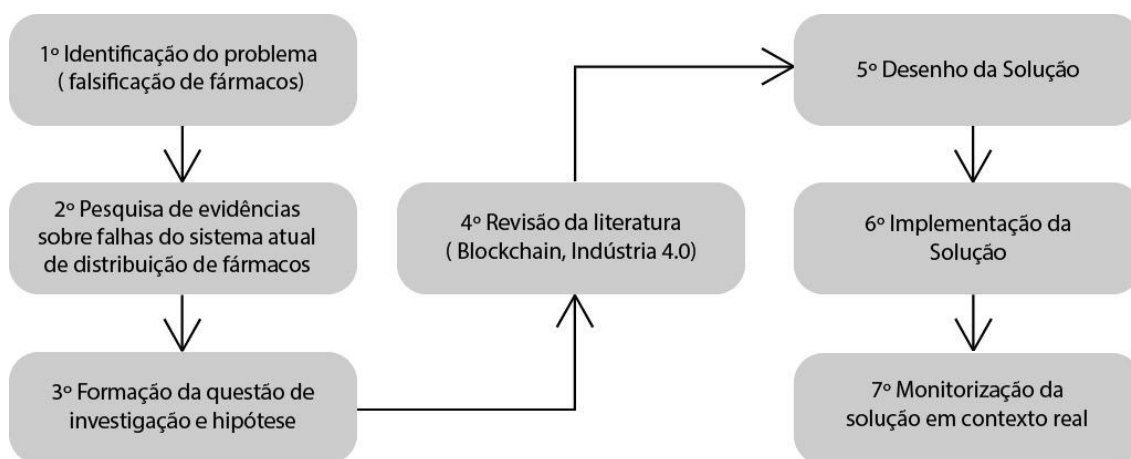 1º Identificação do problema
( falsificação de fármacos)
2º Pesquisa de evidências
sobre falhas do sistema atual
de distribuição de fármacos
3º Formação da questão de
investigação e hipótese
4º Revisão da literatura
( Blockchain, Indústria 4.0)
5º Desenho da Solução
6º Implementação da
Solução
7º Monitorização da
solução em contexto real